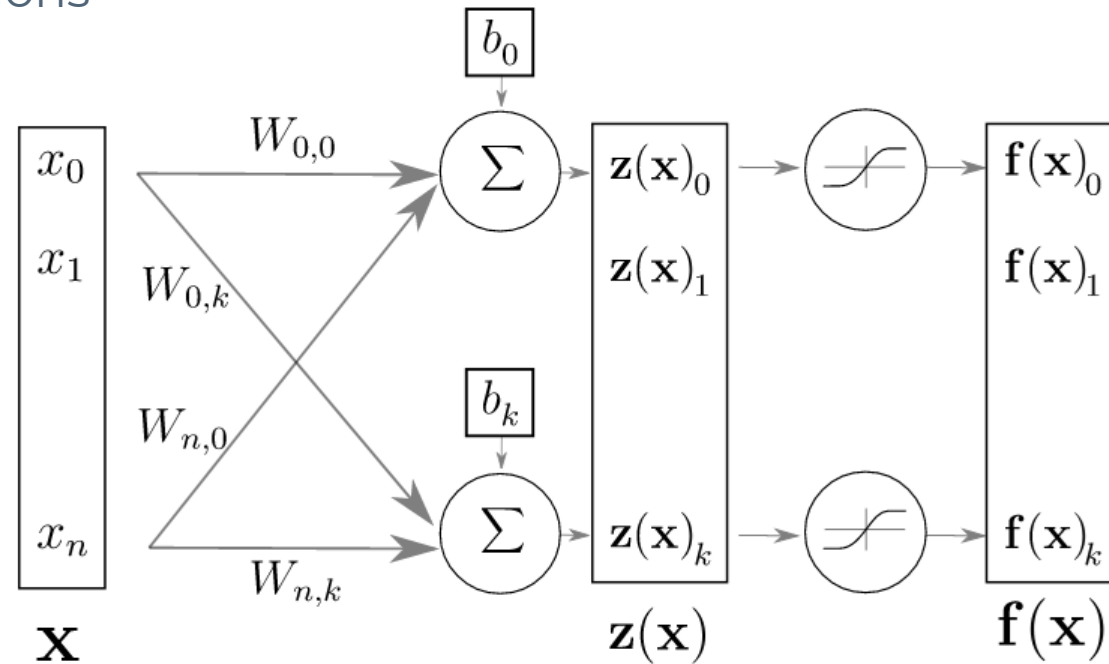 b_0
W_{0,0}
x_0
Σ
z(x)_0
f(x)_0
x_1
z(x)_1
f(x)_1
W_{0,k}
b_k
W_{n,0}
x_n
Σ
z(x)_k
f(x)_k
W_{n,k}
x
z(x)
f(x)